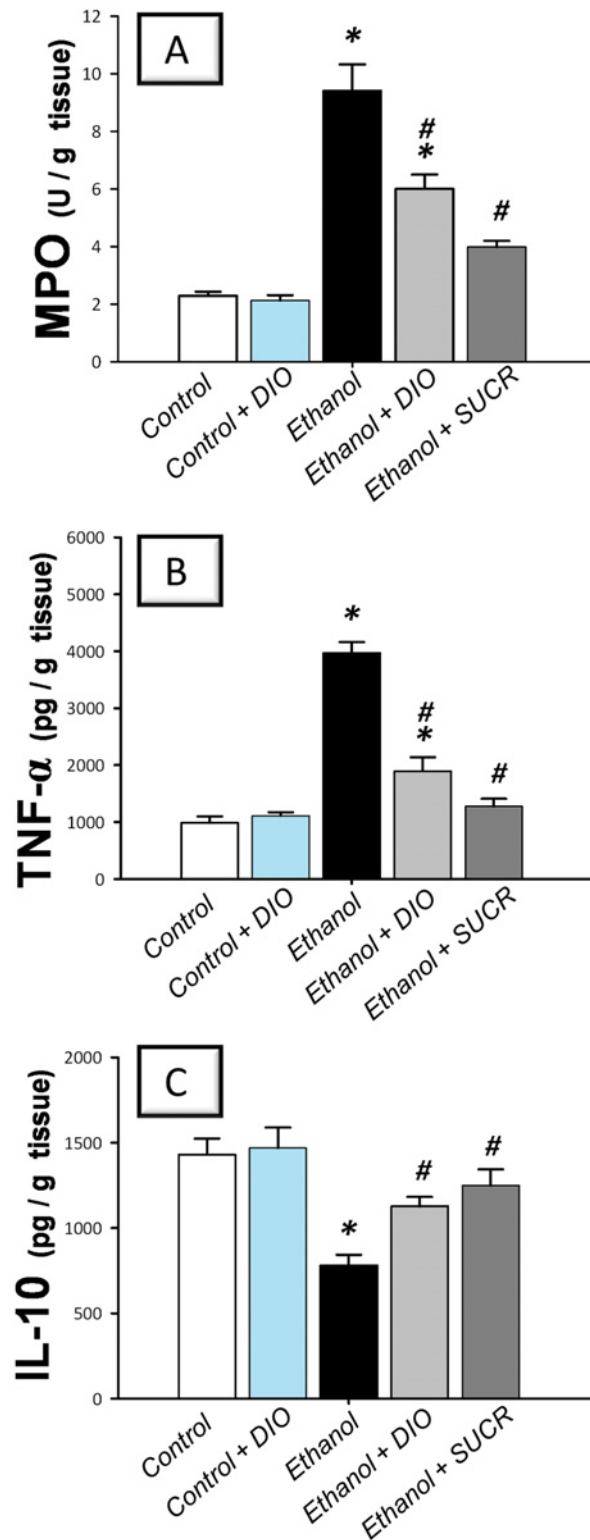 A
MPO (U / g tissue)
12
10
8
6
4
2
0
*
#
*
#
Control
Control + DIO
Ethanol
Ethanol + DIO
Ethanol + SUCR
B
TNF-α (pg / g tissue)
6000
5000
4000
3000
2000
1000
0
*
#
*
#
Control
Control + DIO
Ethanol
Ethanol + DIO
Ethanol + SUCR
C
IL-10 (pg / g tissue)
2000
1500
1000
500
0
*
#
#
Control
Control + DIO
Ethanol
Ethanol + DIO
Ethanol + SUCR